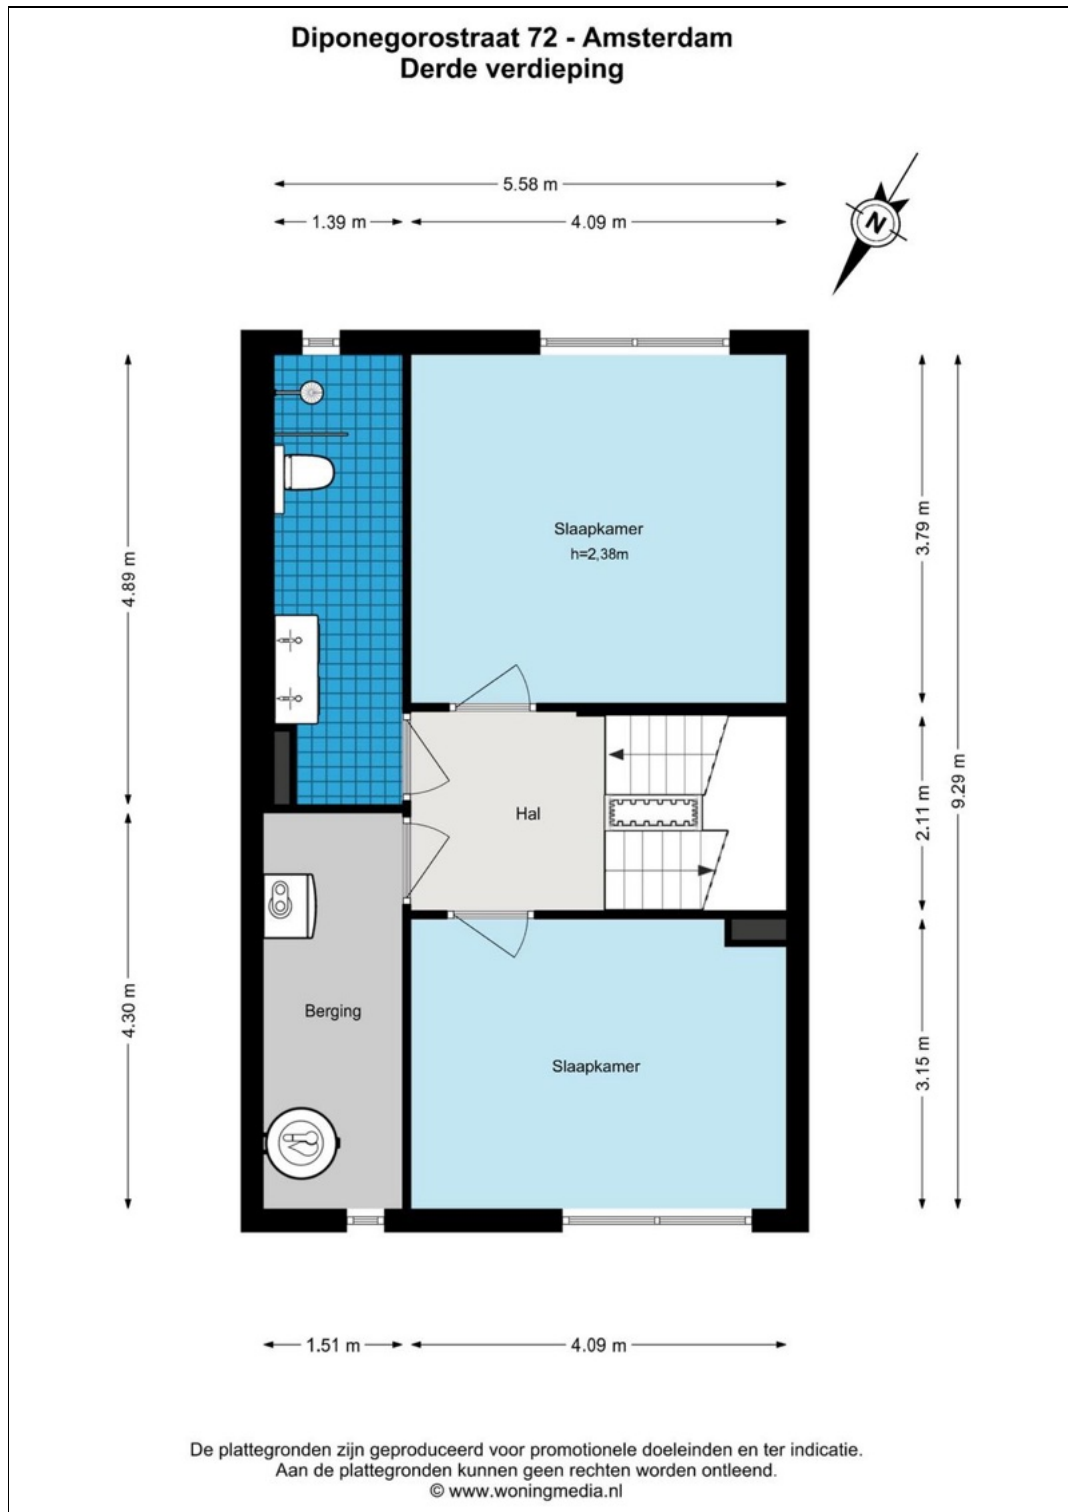 Diponegorostraat 72 - Amsterdam
Derde verdieping
5.58 m
1.39 m
4.09 m
N
Slaapkamer
h=2,38m
4.89 m
3.79 m
9.29 m
Hal
2.11 m
4.30 m
Berging
Slaapkamer
3.15 m
1.51 m
4.09 m
De plattegronden zijn geproduceerd voor promotionele doeleinden en ter indicatie.
Aan de plattegronden kunnen geen rechten worden ontleend.
© www.woningmedia.nl